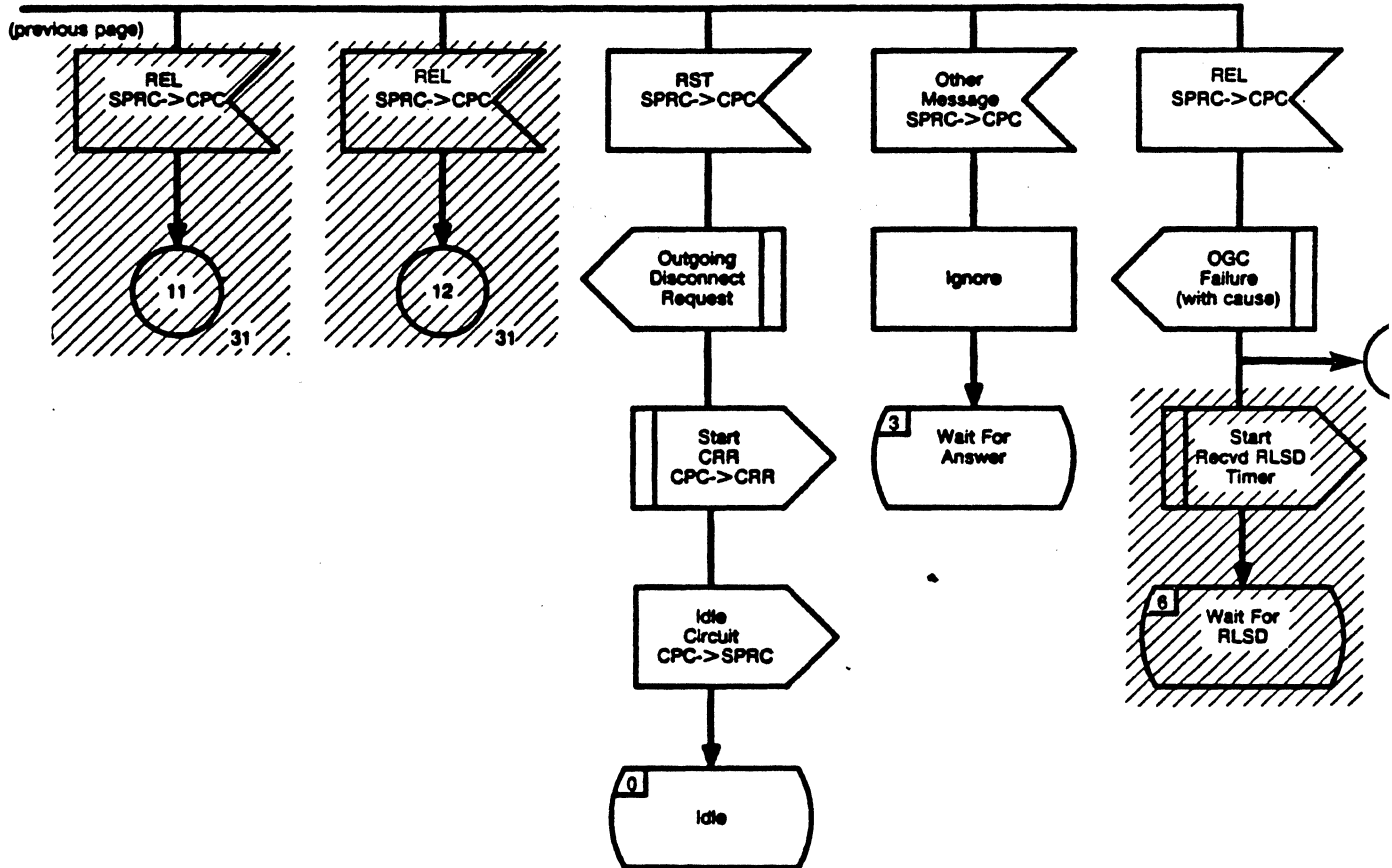 (previous page)
REL
SPRC->CPC
11
31
REL
SPRC->CPC
12
31
RST
SPRC->CPC
Outgoing
Disconnect
Request
Start
CRR
CPC->CRR
Idle
Circuit
CPC->SPRC
0
Idle
Other
Message
SPRC->CPC
Ignore
3
Wait For
Answer
REL
SPRC->CPC
OGC
Failure
(with cause)
Start
Recvd RLSD
Timer
6
Wait For
RLSD